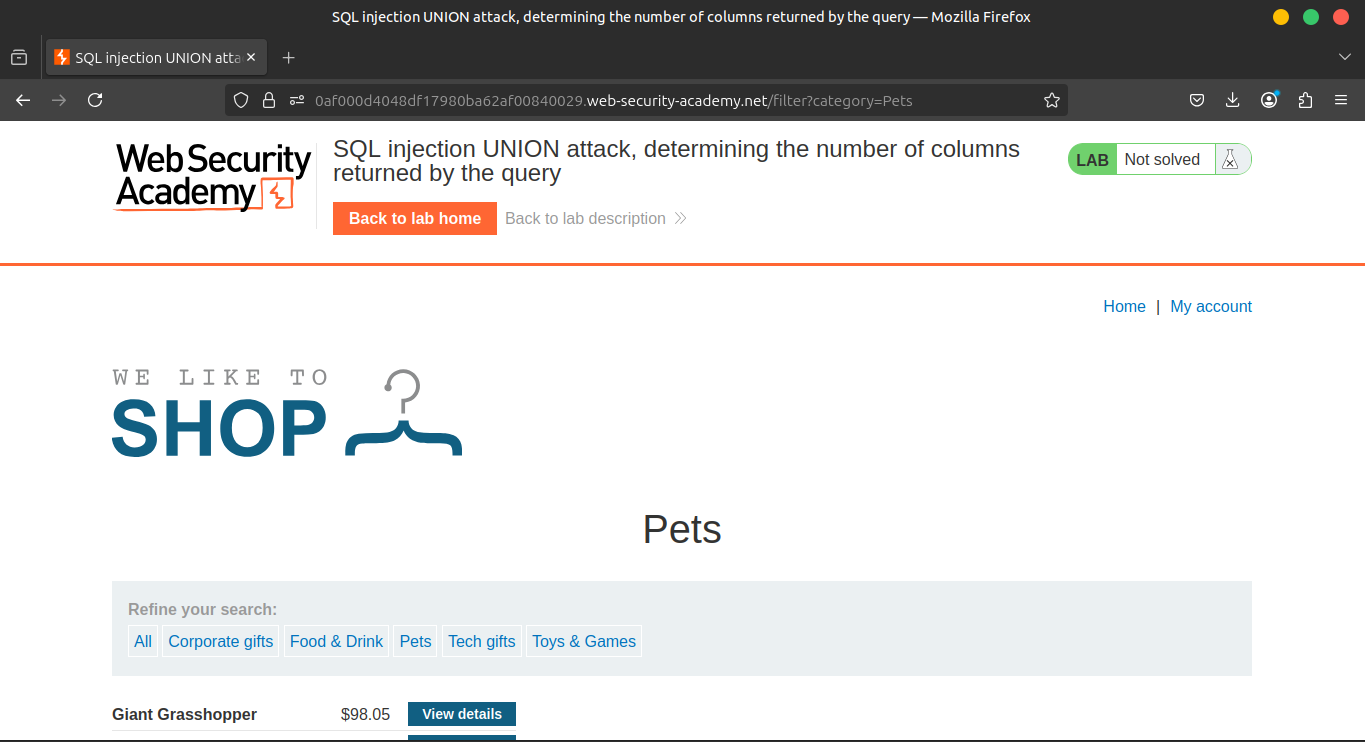 SQL injection UNION attack, determining the number of columns returned by the query — Mozilla Firefox
SQL injection UNION atta
0af000d4048df17980ba62af00840029.web-security-academy.net/filter?category=Pets
Web Security
Academy
SQL injection UNION attack, determining the number of columns
returned by the query
LAB Not solved
Back to lab home Back to lab description
Home | My account
WE LIKE TO
SHOP
Pets
Refine your search:
All Corporate gifts Food & Drink Pets Tech gifts Toys & Games
Giant Grasshopper $98.05 View details